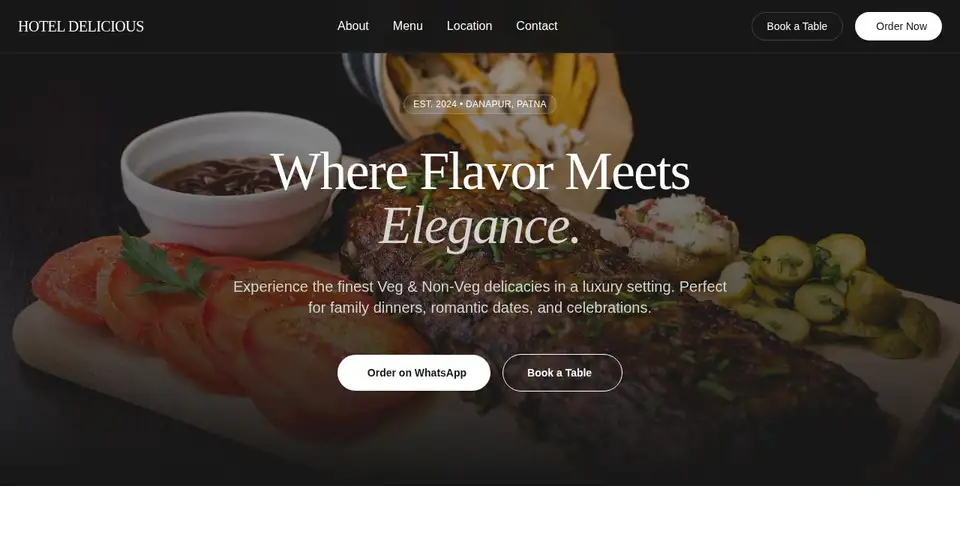 HOTEL DELICIOUS
About
Menu
Location
Contact
Book a Table
Order Now
EST. 2024 • DANAPUR, PATNA
Where Flavor Meets
Elegance.
Experience the finest Veg & Non-Veg delicacies in a luxury setting. Perfect
for family dinners, romantic dates, and celebrations.
Order on WhatsApp
Book a Table